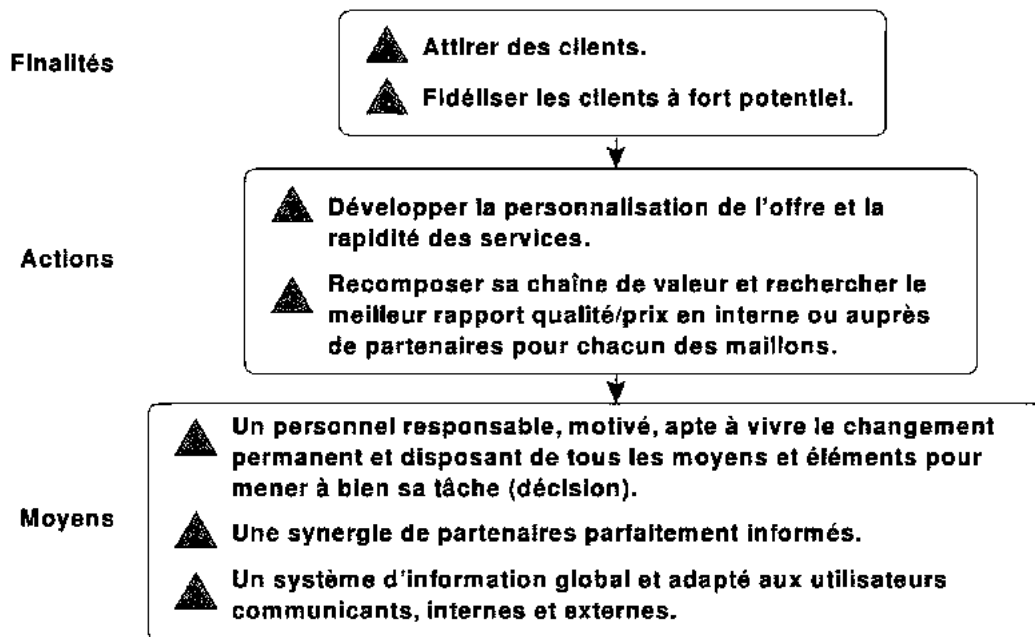 Finalités
Attirer des clients.
Fidéliser les clients à fort potentiel.
Actions
Développer la personnalisation de l'offre et la
rapidité des services.
Recomposer sa chaîne de valeur et rechercher le
meilleur rapport qualité/prix en interne ou auprès
de partenaires pour chacun des maillons.
Moyens
Un personnel responsable, motivé, apte à vivre le changement
permanent et disposant de tous les moyens et éléments pour
mener à bien sa tâche (décision).
Une synergie de partenaires parfaitement informés.
Un système d'information global et adapté aux utilisateurs
communicants, internes et externes.